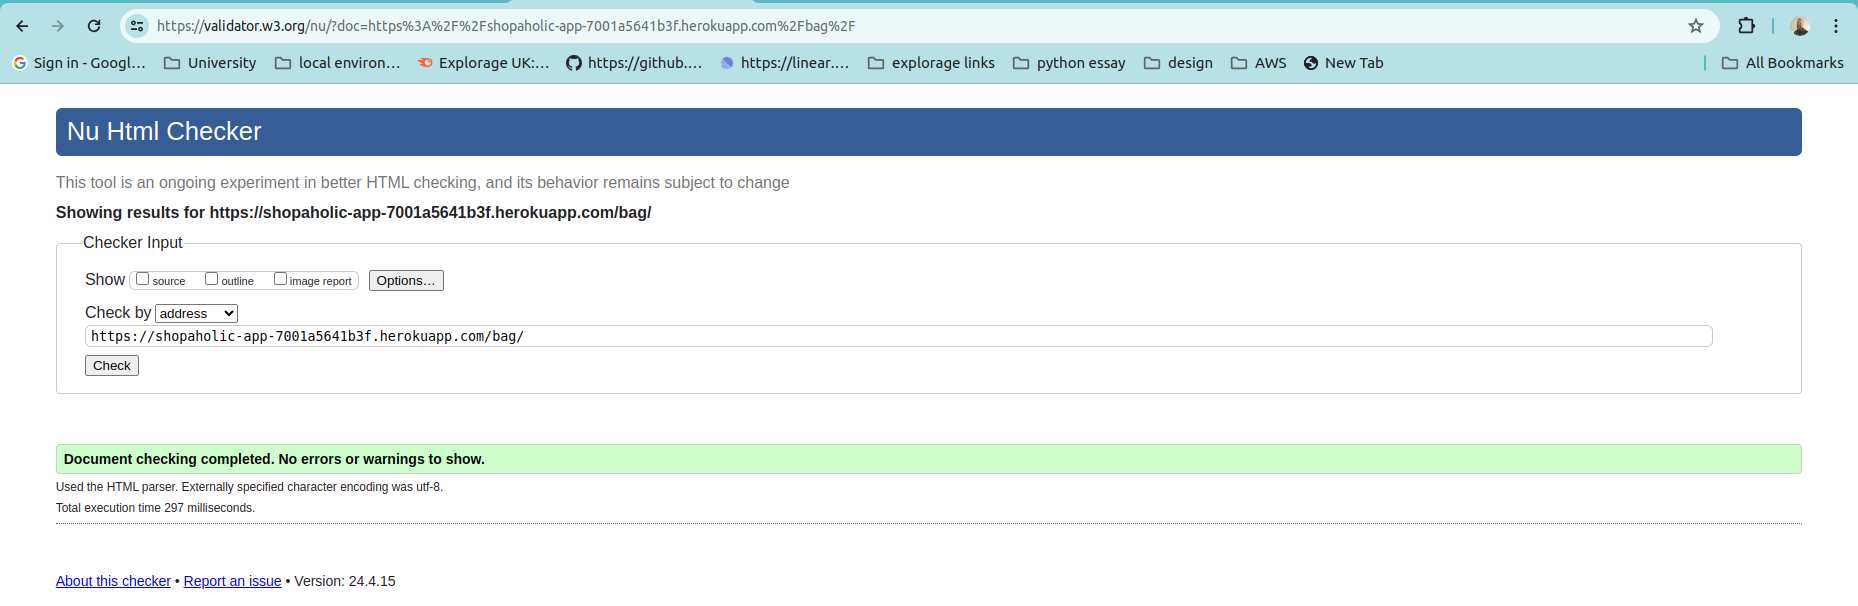 https://validator.w3.org/nu/?doc=https%3A%2F%2Fshopaholic-app-7001a5641b3f.herokuapp.com%2Fbag%2F
Sign in - Googl... University local environ... Explorage UK:... https://github.... https://linear.... explorage links python essay design AWS New Tab All Bookmarks
Nu Html Checker
This tool is an ongoing experiment in better HTML checking, and its behavior remains subject to change
Showing results for https://shopaholic-app-7001a5641b3f.herokuapp.com/bag/
Checker Input
Show source outline image report Options...
Check by address
https://shopaholic-app-7001a5641b3f.herokuapp.com/bag/
Check
Document checking completed. No errors or warnings to show.
Used the HTML parser. Externally specified character encoding was utf-8.
Total execution time 297 milliseconds.
About this checker • Report an issue • Version: 24.4.15